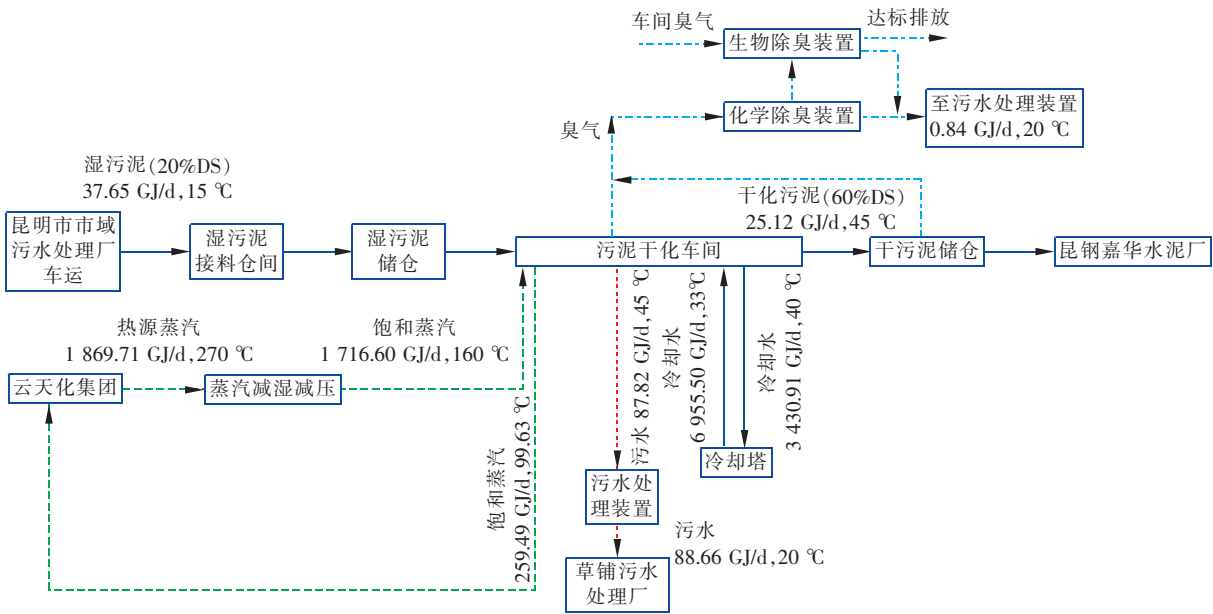 车间臭气
生物除臭装置
达标排放
臭气
化学除臭装置
至污水处理装置
0.84 GJ/d,20 ℃
湿污泥(20%DS)
37.65 GJ/d,15 ℃
干化污泥(60%DS)
25.12 GJ/d,45 ℃
昆明市市域
污水处理厂
车运
湿污泥
接料仓间
湿污泥
储仓
污泥干化车间
干污泥储仓
昆钢嘉华水泥厂
热源蒸汽
1 869.71 GJ/d,270 ℃
饱和蒸汽
1 716.60 GJ/d,160 ℃
云天化集团
蒸汽减湿减压
饱和蒸汽
259.49 GJ/d,99.63 ℃
污水 87.82 GJ/d,45 ℃
冷却水
6 955.50 GJ/d,33℃
冷却水
3 430.91 GJ/d,40 ℃
冷却塔
污水处
理装置
污水
88.66 GJ/d,20 ℃
草铺污水
处理厂